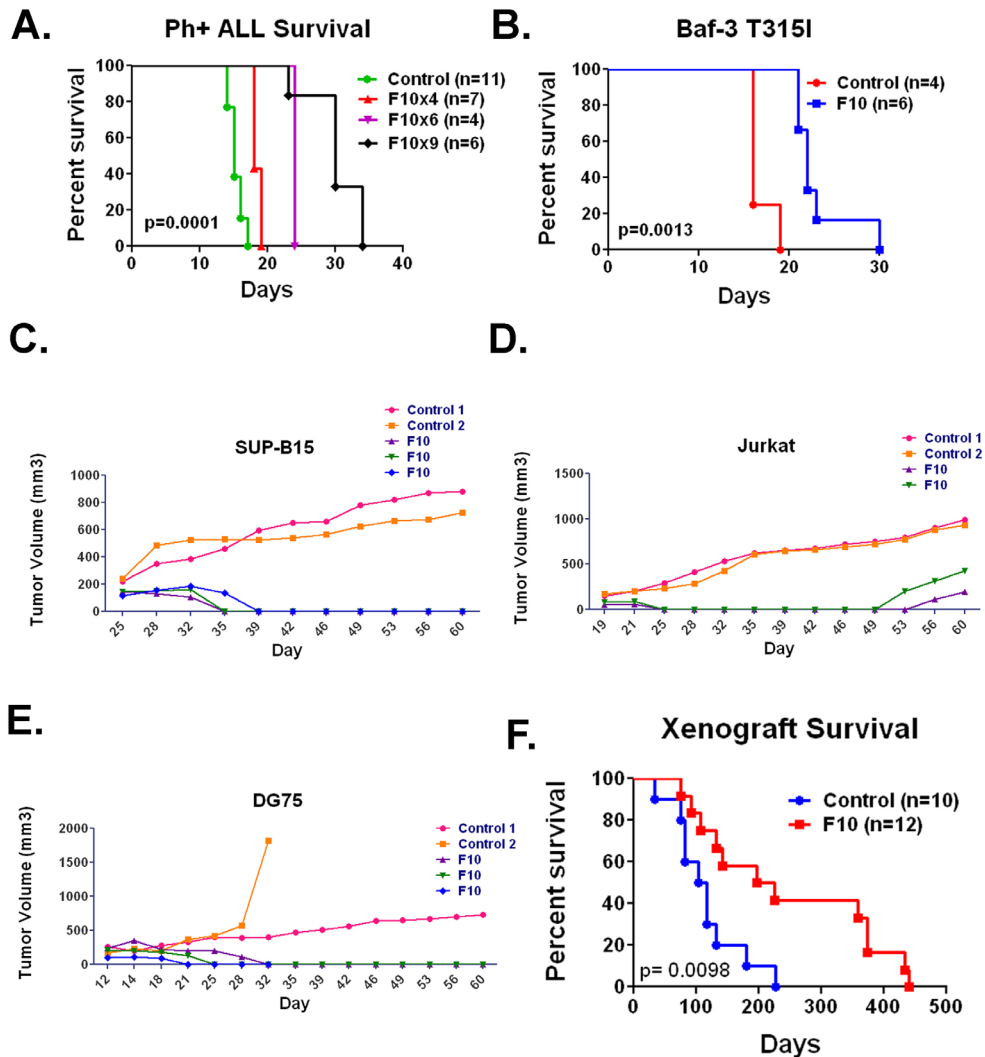 A.
Ph+ ALL Survival
Percent survival
100
80
60
40
20
0
Control (n=11)
F10x4 (n=7)
F10x6 (n=4)
F10x9 (n=6)
p=0.0001
0 10 20 30 40
Days
B.
Baf-3 T315I
Percent survival
100
80
60
40
20
0
Control (n=4)
F10 (n=6)
p=0.0013
0 10 20 30
Days
C.
SUP-B15
Control 1
Control 2
F10
F10
F10
Tumor Volume (mm3)
1000
800
600
400
200
0
25 28 32 35 39 42 46 49 53 56 60
Day
D.
Jurkat
Control 1
Control 2
F10
F10
Tumor Volume (mm3)
1500
1000
500
0
19 21 25 28 32 35 39 42 46 49 53 56 60
Day
E.
DG75
Control 1
Control 2
F10
F10
F10
Tumor Volume (mm3)
2000
1500
1000
500
0
12 14 18 21 25 28 32 35 39 42 46 49 53 56 60
Day
F.
Xenograft Survival
Percent survival
100
80
60
40
20
0
Control (n=10)
F10 (n=12)
p= 0.0098
0 100 200 300 400 500
Days